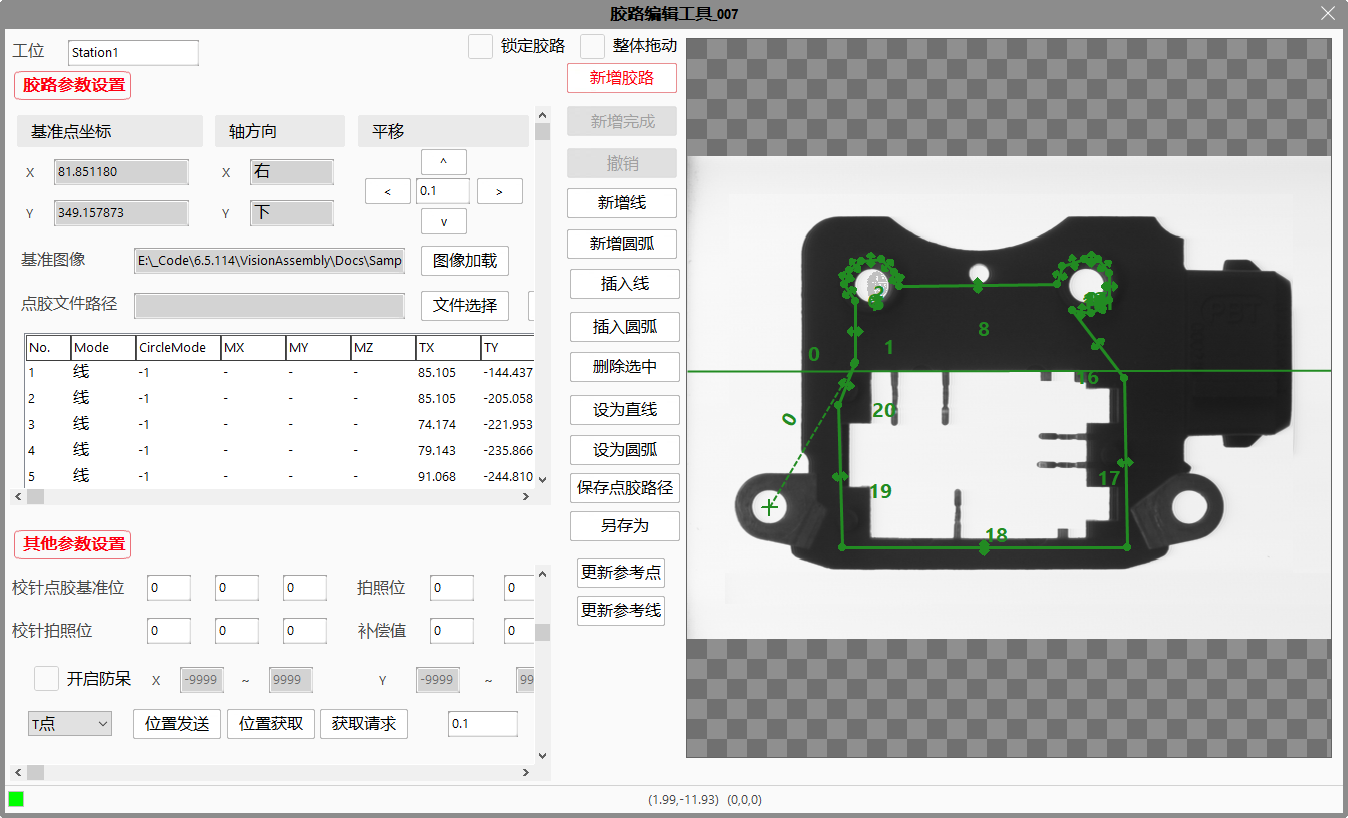 胶路编辑工具_007
工位 Station1
锁定胶路 整体拖动
胶路参数设置
基准点坐标 轴方向 平移
X 81.851180 X 右
Y 349.157873 Y 下
^
< 0.1 >
v
基准图像 E:\_Code\6.5.114\VisionAssembly\Docs\Samp 图像加载
点胶文件路径 文件选择
No. Mode CircleMode MX MY MZ TX TY
1 线 -1 - - - 85.105 -144.437
2 线 -1 - - - 85.105 -205.058
3 线 -1 - - - 74.174 -221.953
4 线 -1 - - - 79.143 -235.866
5 线 -1 - - - 91.068 -244.810
其他参数设置
校针点胶基准位 0 0 0 拍照位 0 0
校针拍照位 0 0 0 补偿值 0 0
开启防呆 X -9999 ~ 9999 Y -9999 ~ 99
T点 位置发送 位置获取 获取请求 0.1
新增胶路
新增完成
撤销
新增线
新增圆弧
插入线
插入圆弧
删除选中
设为直线
设为圆弧
保存点胶路径
另存为
更新参考点
更新参考线
2
8
0 1
16
0 20
17
19
18
(1.99,-11.93) (0,0,0)